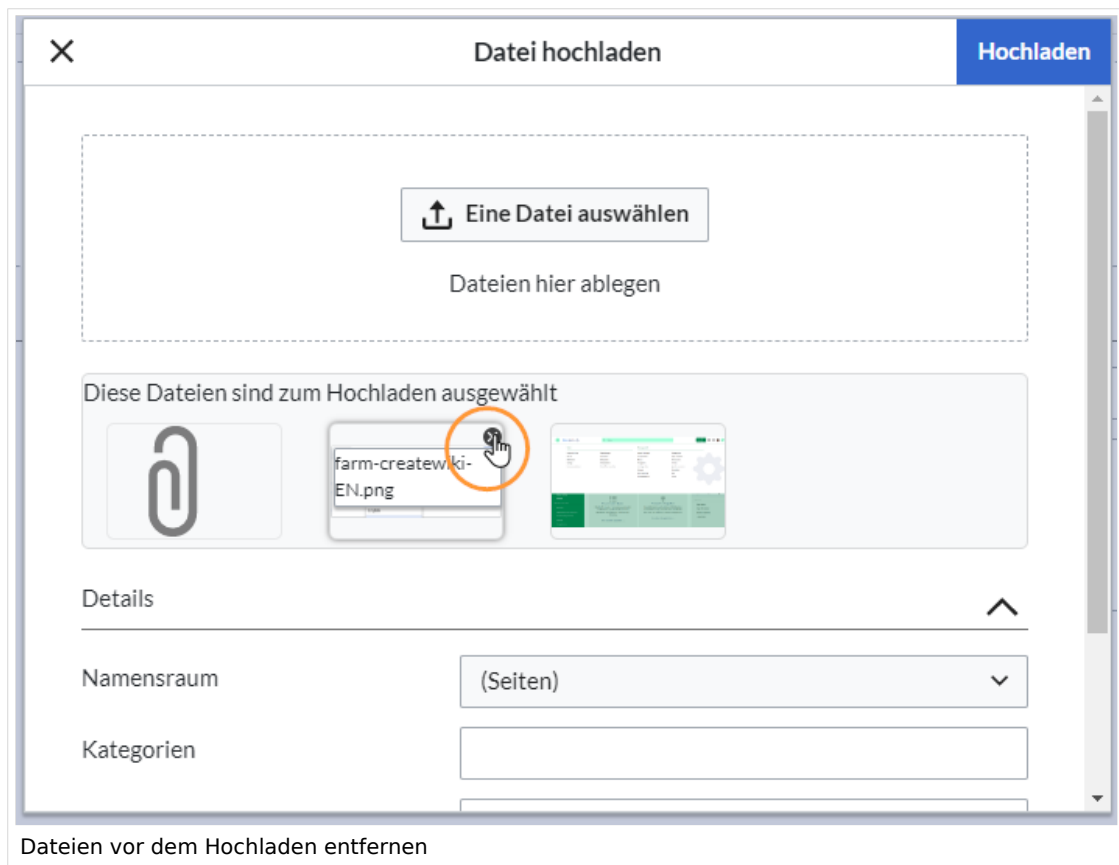 Datei hochladen
Hochladen
Eine Datei auswählen
Dateien hier ablegen
Diese Dateien sind zum Hochladen ausgewählt
farm-createwiki-
EN.png
Details
Namensraum
(Seiten)
Kategorien
Dateien vor dem Hochladen entfernen